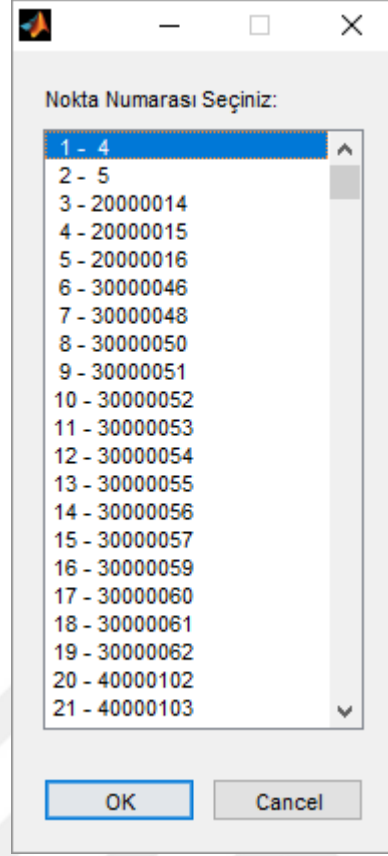 Nokta Numarası Seçiniz:
1 - 4
2 - 5
3 - 20000014
4 - 20000015
5 - 20000016
6 - 30000046
7 - 30000048
8 - 30000050
9 - 30000051
10 - 30000052
11 - 30000053
12 - 30000054
13 - 30000055
14 - 30000056
15 - 30000057
16 - 30000059
17 - 30000060
18 - 30000061
19 - 30000062
20 - 40000102
21 - 40000103
OK Cancel